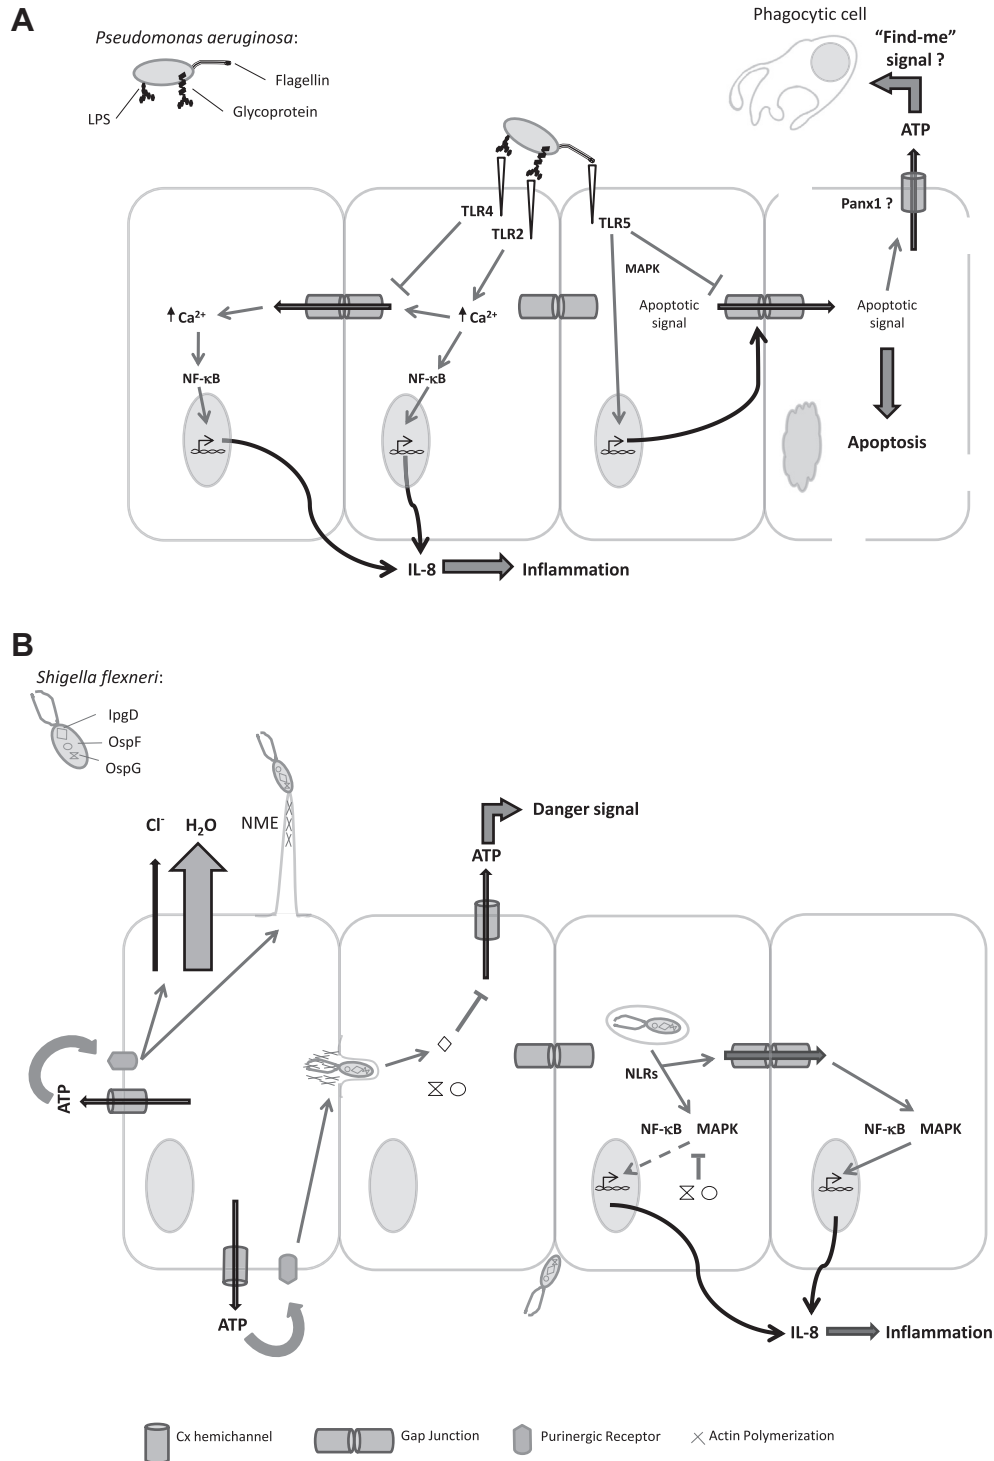 A
Pseudomonas aeruginosa:
Flagellin
LPS
Glycoprotein
Phagocytic cell
“Find-me”
signal ?
ATP
Panx1 ?
TLR4
TLR2
TLR5
MAPK
Apoptotic
signal
Apoptotic
signal
Ca2+
Ca2+
NF-κB
NF-κB
Apoptosis
IL-8
Inflammation
B
Shigella flexneri:
IpgD
OspF
OspG
Cl-
H2O
NME
Danger signal
ATP
NLRs
ATP
NF-κB MAPK
NF-κB MAPK
ATP
IL-8
Inflammation
Cx hemichannel
Gap Junction
Purinergic Receptor
Actin Polymerization